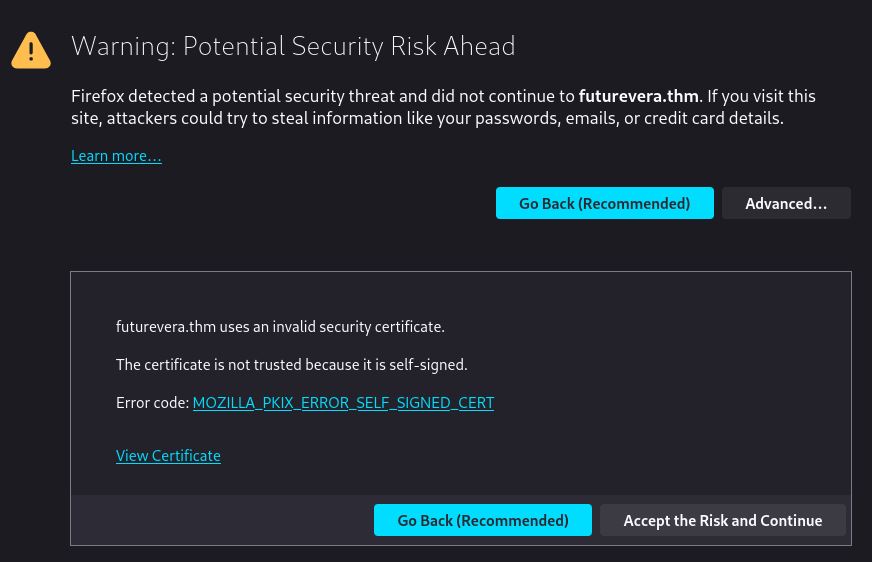 Warning: Potential Security Risk Ahead
Firefox detected a potential security threat and did not continue to futurevera.thm. If you visit this
site, attackers could try to steal information like your passwords, emails, or credit card details.
Learn more…
Go Back (Recommended) Advanced…
futurevera.thm uses an invalid security certificate.
The certificate is not trusted because it is self-signed.
Error code: MOZILLA_PKIX_ERROR_SELF_SIGNED_CERT
View Certificate
Go Back (Recommended) Accept the Risk and Continue